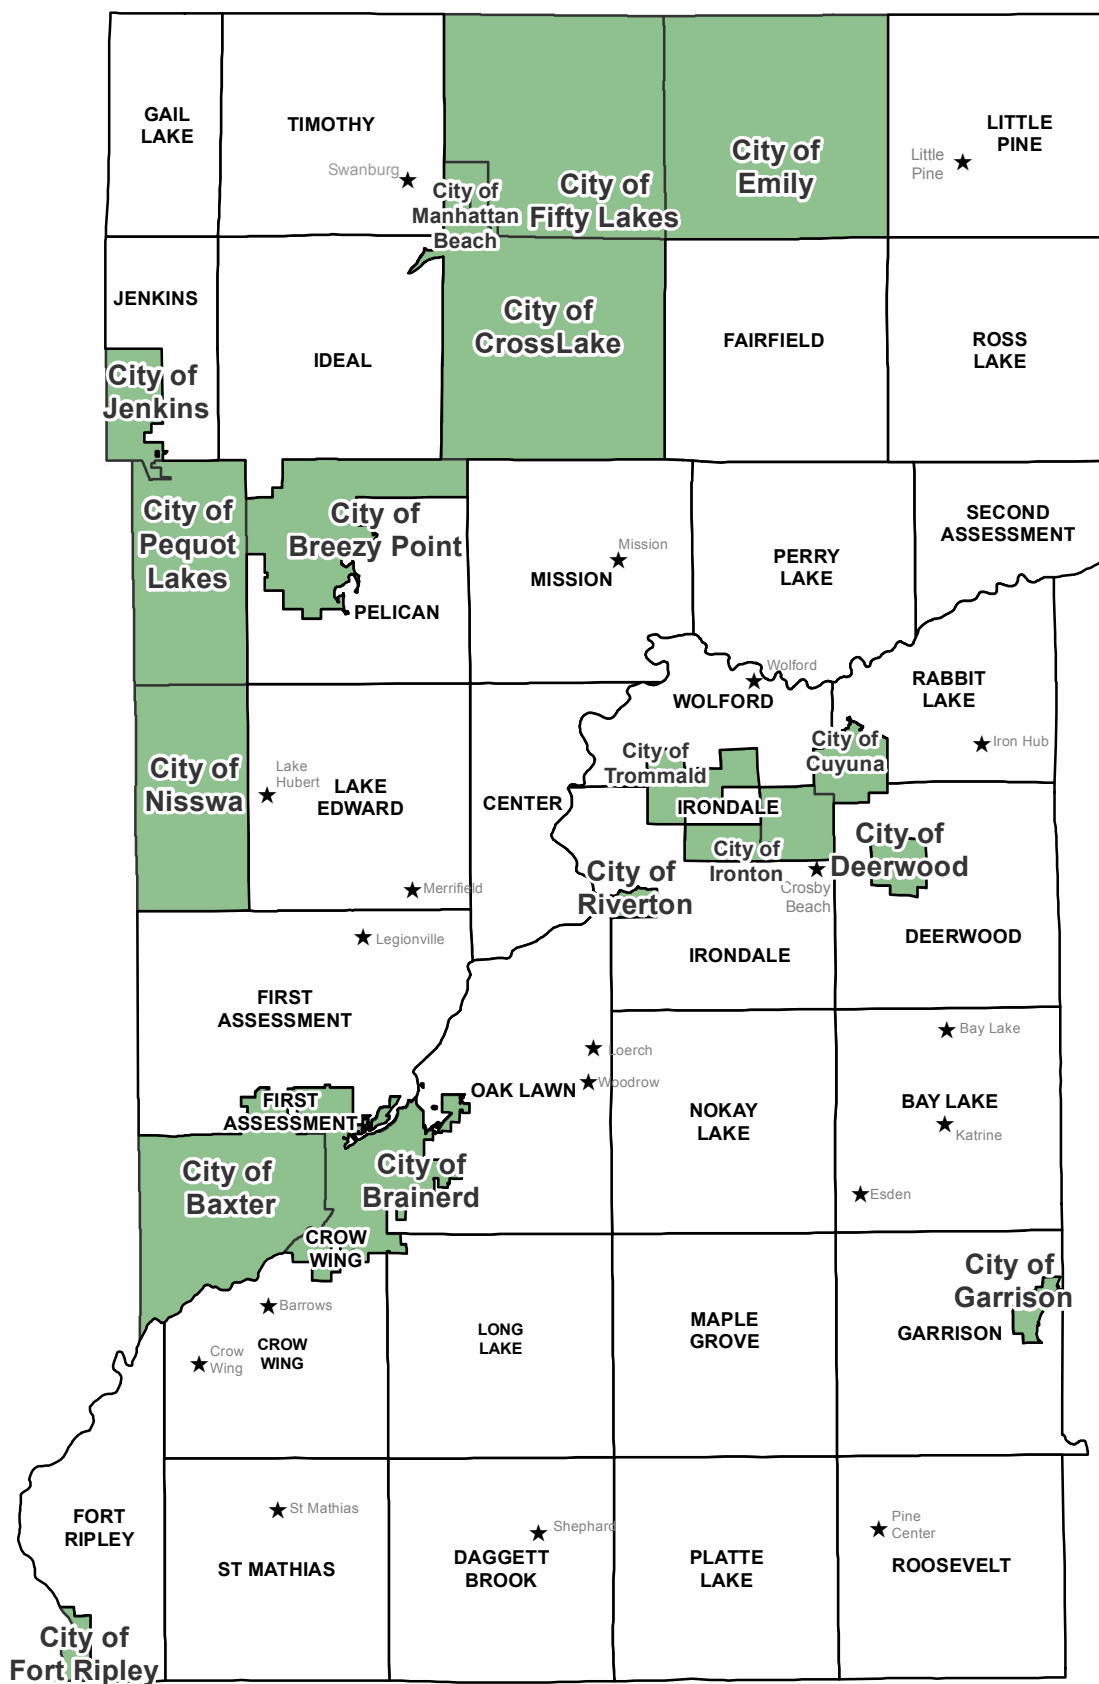 GAIL
LAKE
TIMOTHY
Swanburg
City of
Manhattan
Beach
City of
Fifty Lakes
City of
Emily
Little
Pine
LITTLE
PINE
JENKINS
IDEAL
City of
CrossLake
FAIRFIELD
ROSS
LAKE
City of
Jenkins
City of
Pequot
Lakes
City of
Breezy Point
PELICAN
Mission
MISSION
PERRY
LAKE
SECOND
ASSESSMENT
Wolford
WOLFORD
RABBIT
LAKE
Iron Hub
City of
Nisswa
Lake
Hubert
LAKE
EDWARD
Merrifield
CENTER
City of
Trommald
City of
Cuyuna
IRONDALE
City of
Ironton
City of
Riverton
Crosby
Beach
City of
Deerwood
IRONDALE
DEERWOOD
Legionville
FIRST
ASSESSMENT
Loerch
Woodrow
OAK LAWN
Bay Lake
NOKAY
LAKE
BAY LAKE
Katrine
Esden
FIRST
ASSESSMENT
City of
Baxter
City of
Brainerd
CROW
WING
Barrows
Crow
Wing
CROW
WING
LONG
LAKE
MAPLE
GROVE
City of
Garrison
GARRISON
FORT
RIPLEY
St Mathias
ST MATHIAS
Shephard
DAGGETT
BROOK
PLATTE
LAKE
Pine
Center
ROOSEVELT
City of
Fort Ripley